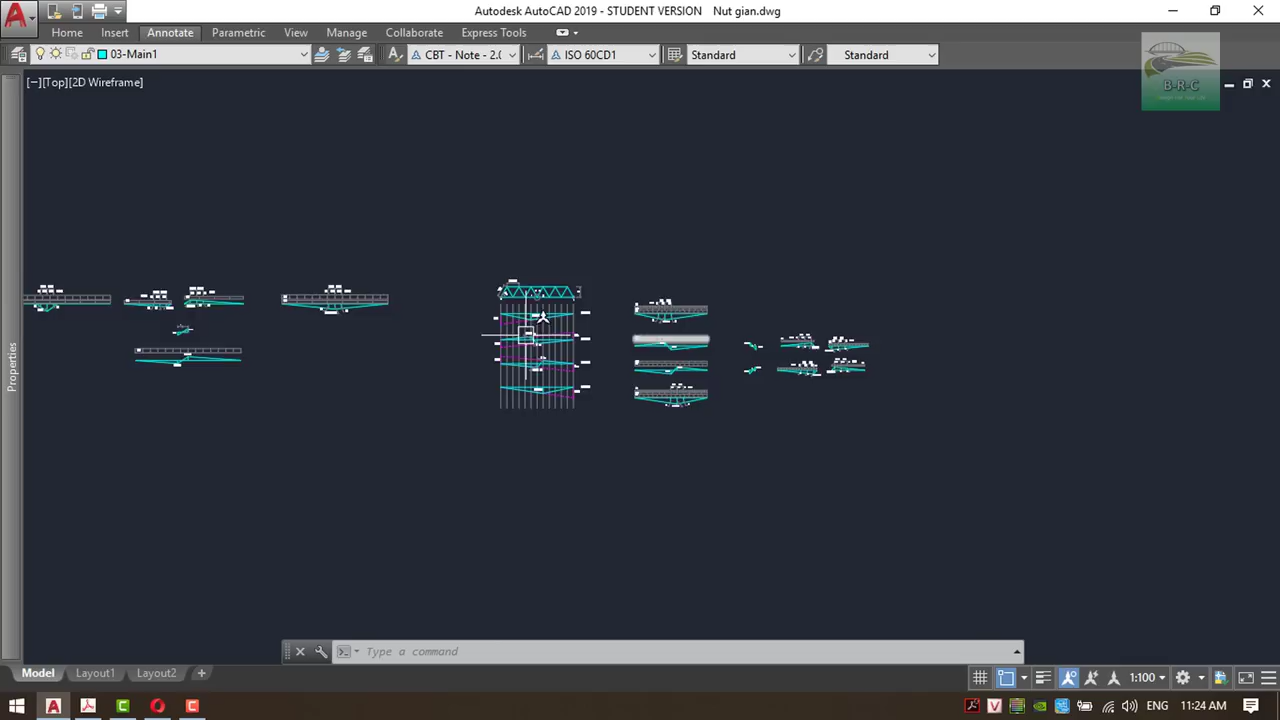 Autodesk AutoCAD 2019 - STUDENT VERSION Nut gian.dwg
Home Insert Annotate Parametric View Manage Collaborate Express Tools
03-Main1 CBT - Note - 2.( ISO 60CD1 Standard Standard
B-R-C
[−][Top][2D Wireframe]
Properties
Type a command
Model Layout1 Layout2 +
1:100
ENG 11:24 AM